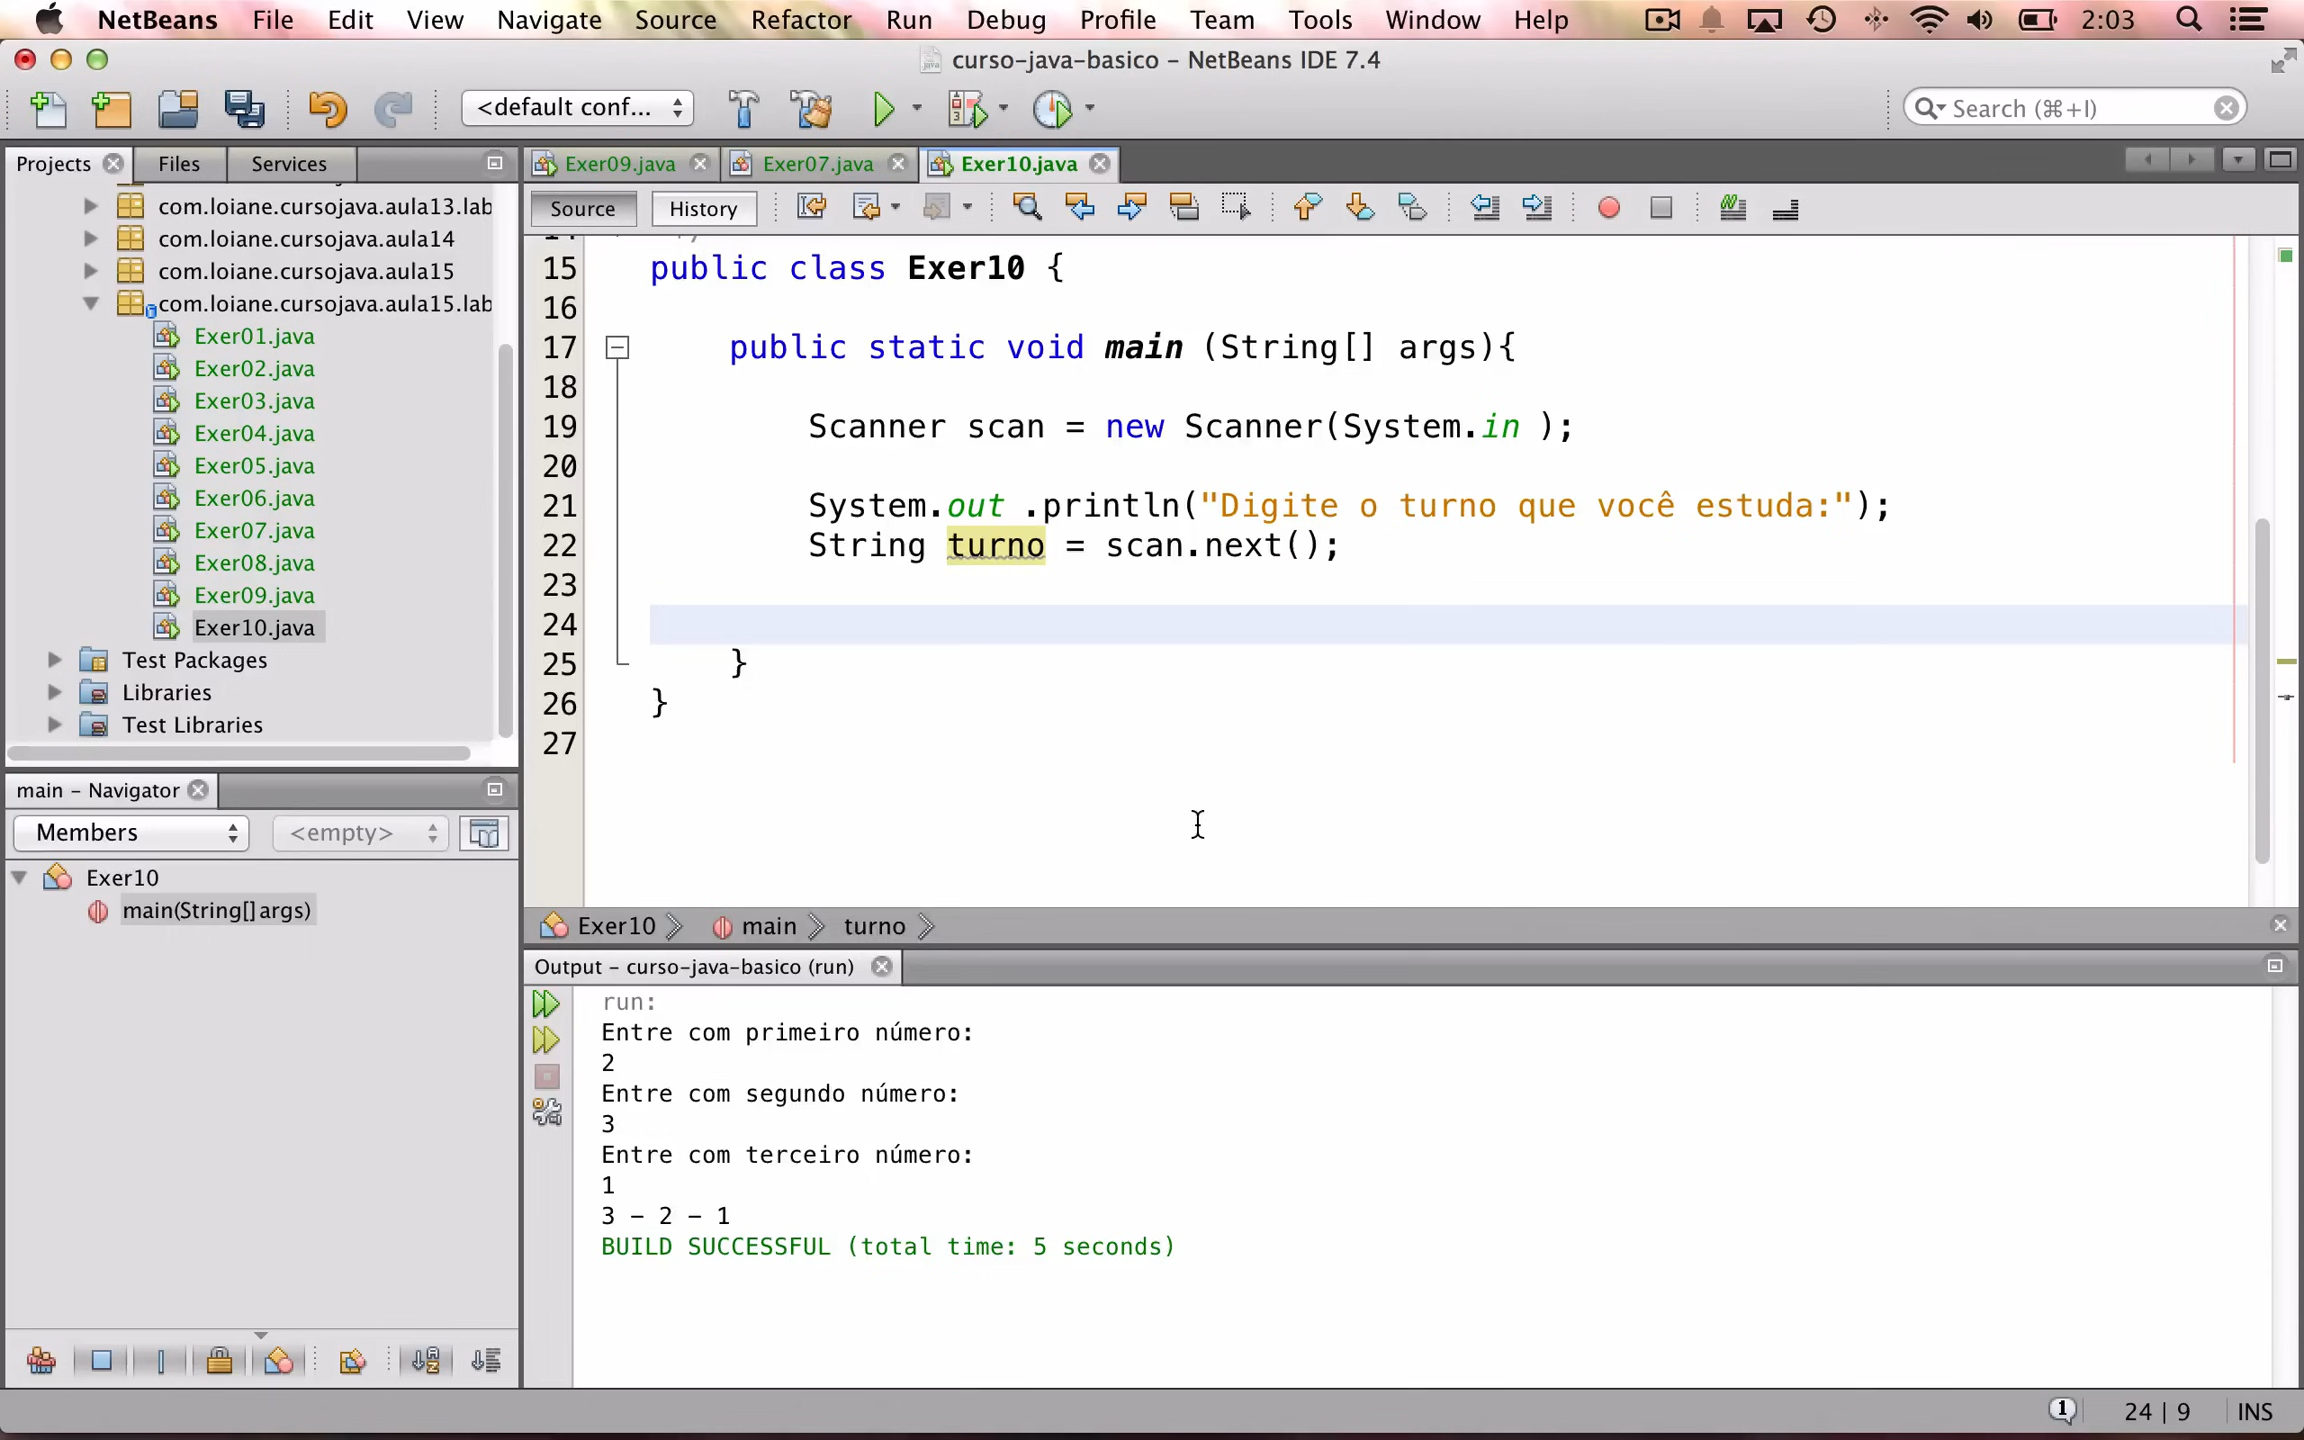 NetBeans File Edit View Navigate Source Refactor Run Debug Profile Team Tools Window Help 2:03
curso-java-basico – NetBeans IDE 7.4
<default conf... Search (⌘+I)
Projects Files Services
Exer09.java Exer07.java Exer10.java
Source History
com.loiane.cursojava.aula13.lab
com.loiane.cursojava.aula14
com.loiane.cursojava.aula15
com.loiane.cursojava.aula15.lab
Exer01.java
Exer02.java
Exer03.java
Exer04.java
Exer05.java
Exer06.java
Exer07.java
Exer08.java
Exer09.java
Exer10.java
Test Packages
Libraries
Test Libraries
15 public class Exer10 {
16
17 public static void main (String[] args){
18
19 Scanner scan = new Scanner(System.in );
20
21 System.out .println("Digite o turno que você estuda:");
22 String turno = scan.next();
23
24
25 }
26 }
27
main – Navigator
Members <empty>
Exer10
main(String[] args)
Exer10 main turno
Output – curso-java-basico (run)
run:
Entre com primeiro número:
2
Entre com segundo número:
3
Entre com terceiro número:
1
3 - 2 - 1
BUILD SUCCESSFUL (total time: 5 seconds)
1 24 | 9 INS